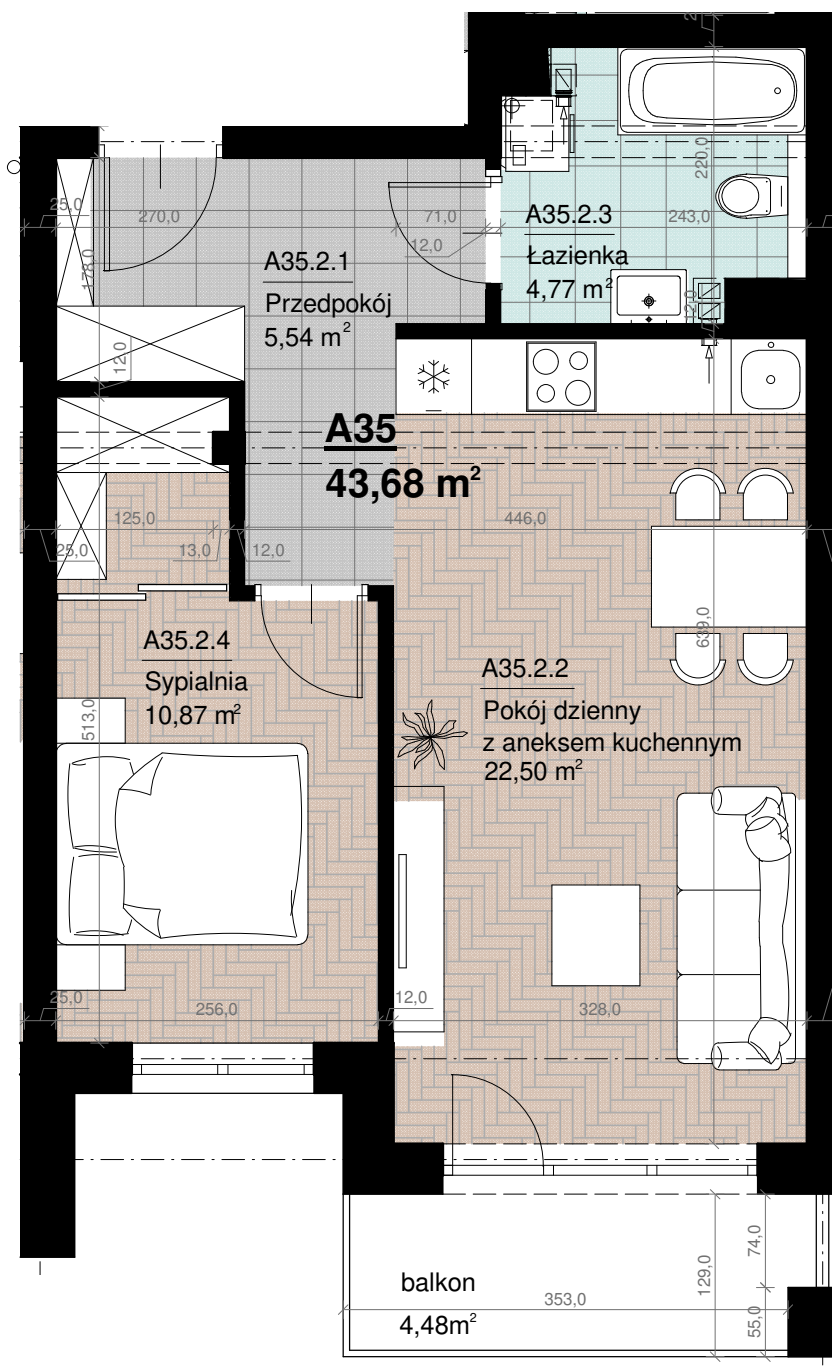 220,0
25,0
270,0
71,0
12,0
A35.2.3
243,0
Łazienka
4,77 m²
178,0
A35.2.1
Przedpokój
5,54 m²
12,0
12,0
A35
43,68 m²
125,0
446,0
25,0
13,0
12,0
639,0
A35.2.4
Sypialnia
10,87 m²
513,0
A35.2.2
Pokój dzienny
z aneksem kuchennym
22,50 m²
25,0
256,0
12,0
328,0
74,0
129,0
balkon
4,48m²
353,0
55,0